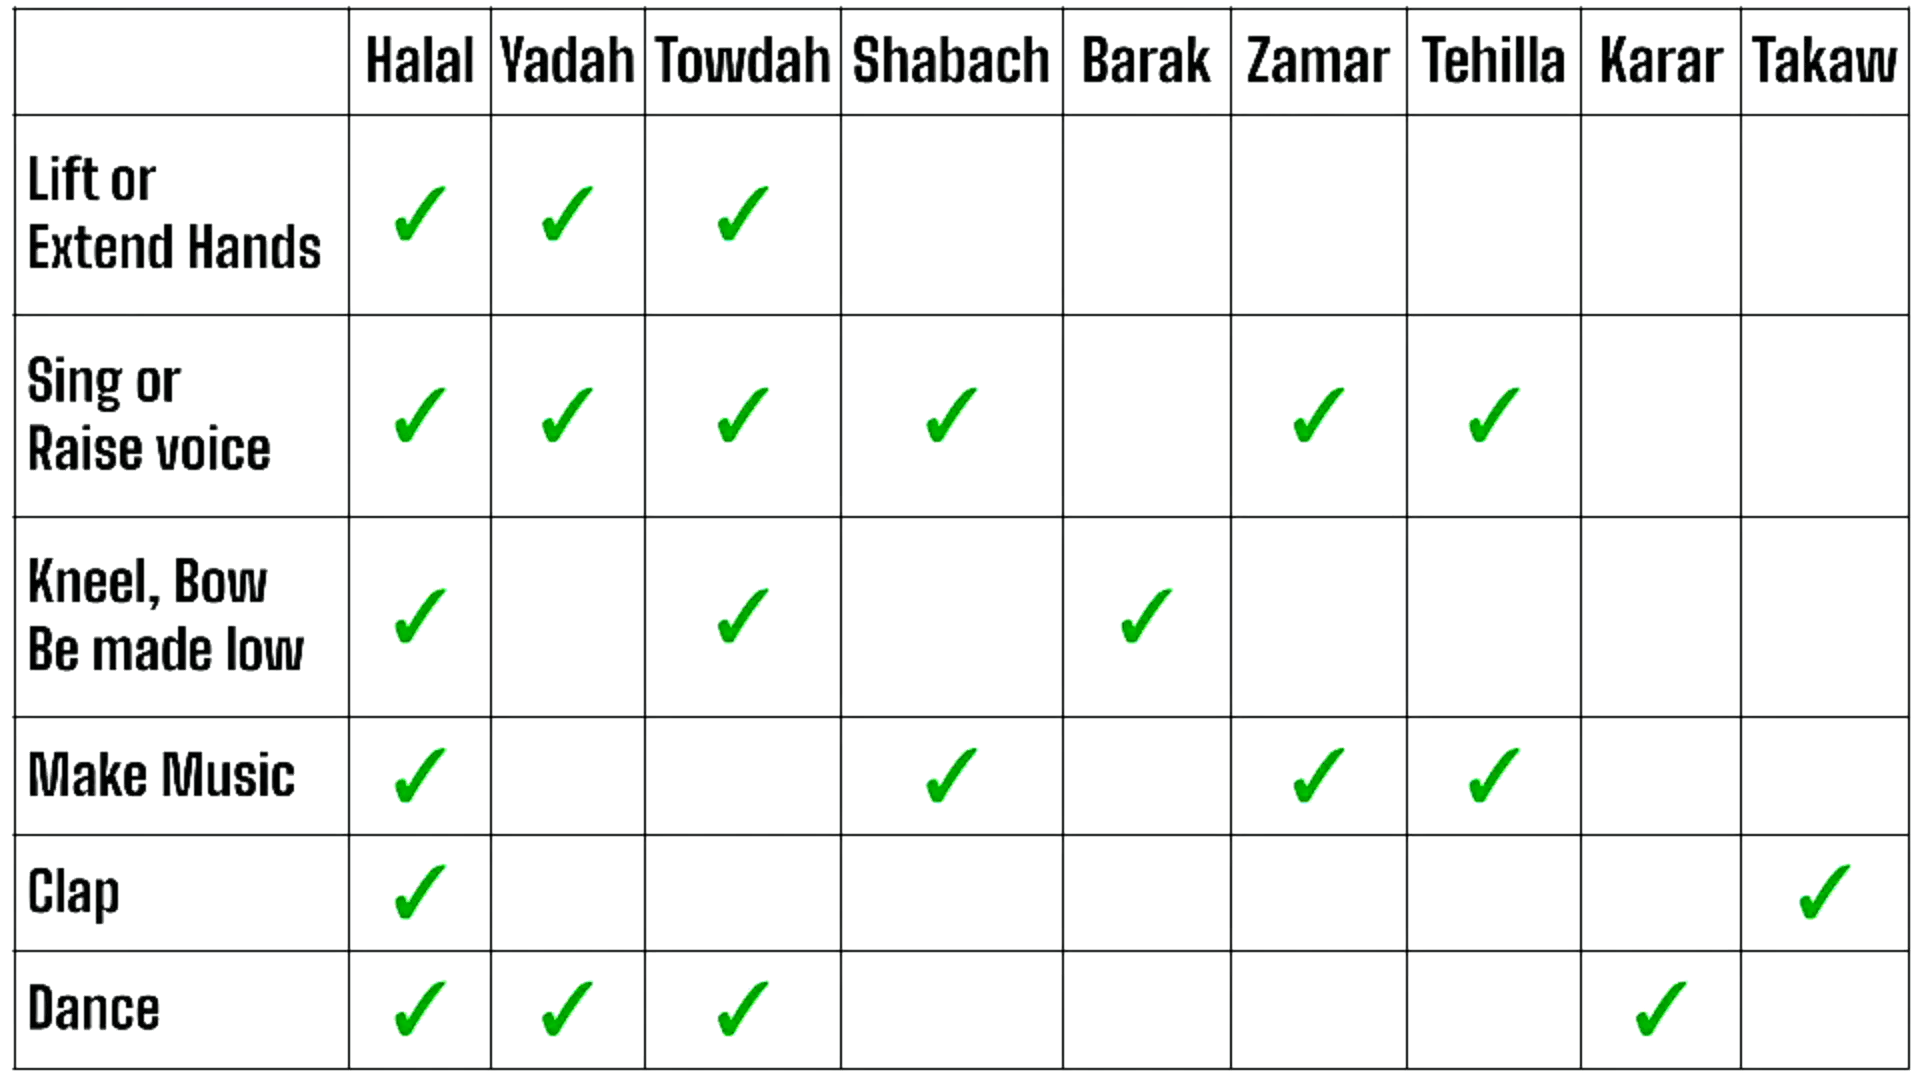 Halal Yadah Towdah Shabach Barak Zamar Tehilla Karar Takaw
Lift or
Extend Hands ✓ ✓ ✓
Sing or
Raise voice ✓ ✓ ✓ ✓ ✓ ✓
Kneel, Bow
Be made low ✓ ✓ ✓
Make Music ✓ ✓ ✓ ✓
Clap ✓ ✓
Dance ✓ ✓ ✓ ✓